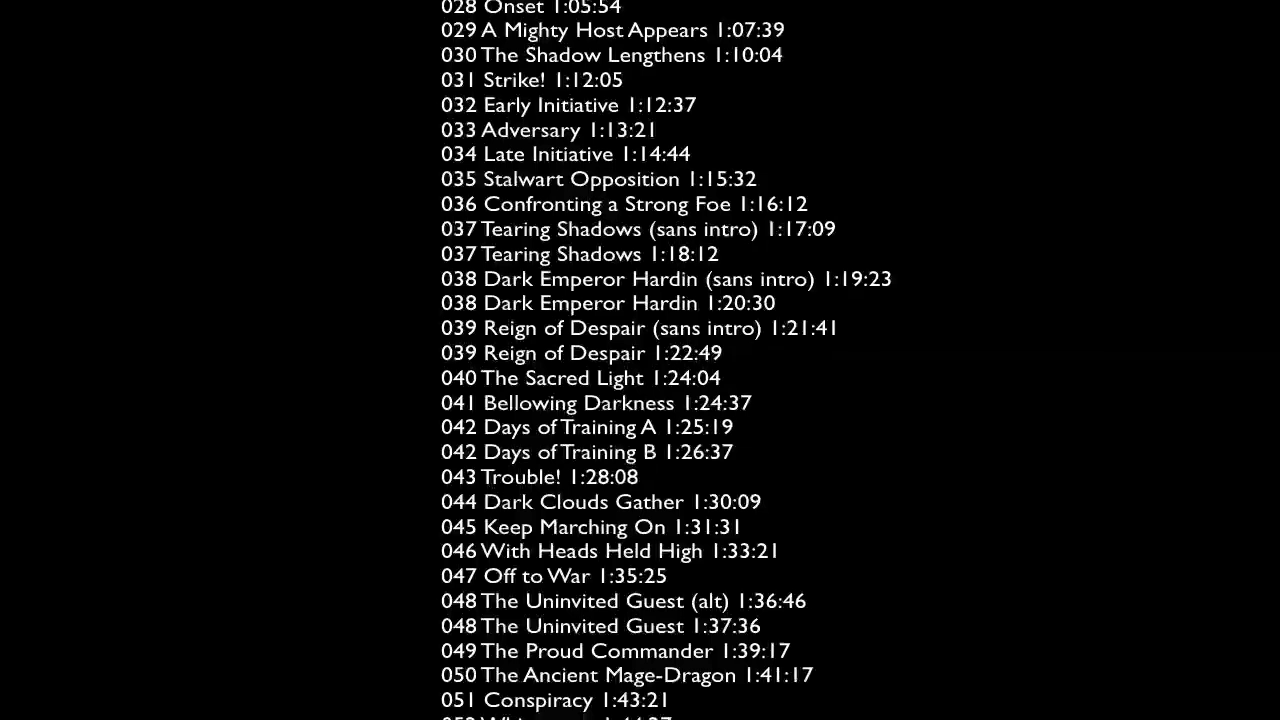 028 Onset 1:05:54
029 A Mighty Host Appears 1:07:39
030 The Shadow Lengthens 1:10:04
031 Strike! 1:12:05
032 Early Initiative 1:12:37
033 Adversary 1:13:21
034 Late Initiative 1:14:44
035 Stalwart Opposition 1:15:32
036 Confronting a Strong Foe 1:16:12
037 Tearing Shadows (sans intro) 1:17:09
037 Tearing Shadows 1:18:12
038 Dark Emperor Hardin (sans intro) 1:19:23
038 Dark Emperor Hardin 1:20:30
039 Reign of Despair (sans intro) 1:21:41
039 Reign of Despair 1:22:49
040 The Sacred Light 1:24:04
041 Bellowing Darkness 1:24:37
042 Days of Training A 1:25:19
042 Days of Training B 1:26:37
043 Trouble! 1:28:08
044 Dark Clouds Gather 1:30:09
045 Keep Marching On 1:31:31
046 With Heads Held High 1:33:21
047 Off to War 1:35:25
048 The Uninvited Guest (alt) 1:36:46
048 The Uninvited Guest 1:37:36
049 The Proud Commander 1:39:17
050 The Ancient Mage-Dragon 1:41:17
051 Conspiracy 1:43:21